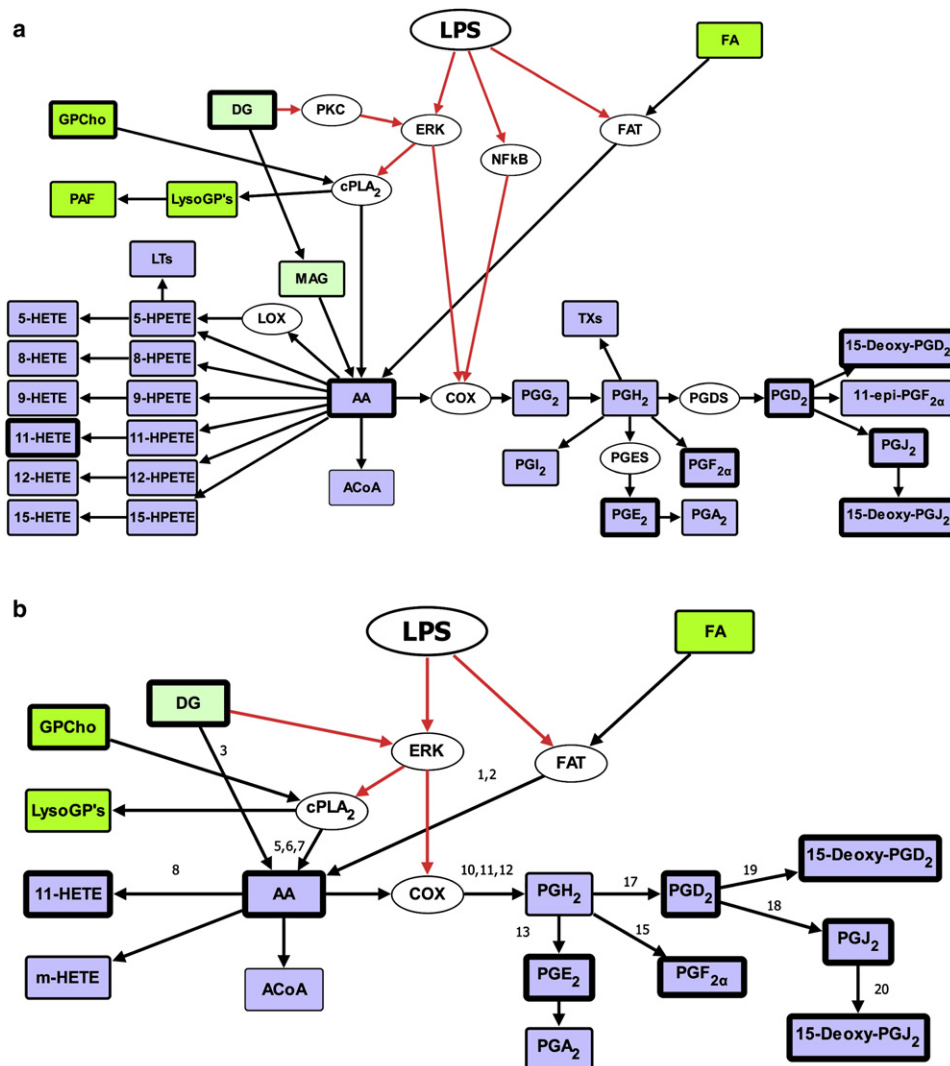 a
LPS
FA
DG
PKC
GPCho
ERK
FAT
NFkB
cPLA2
PAF
LysoGP's
LTs
MAG
5-HETE
5-HPETE
LOX
TXs
15-Deoxy-PGD2
8-HETE
8-HPETE
9-HETE
9-HPETE
AA
COX
PGG2
PGH2
PGDS
PGD2
11-epi-PGF2α
11-HETE
11-HPETE
PGJ2
12-HETE
12-HPETE
PGI2
PGES
PGF2α
ACoA
15-HETE
15-HPETE
PGE2
PGA2
15-Deoxy-PGJ2
b
LPS
FA
DG
GPCho
ERK
3
FAT
1,2
LysoGP's
cPLA2
5,6,7
15-Deoxy-PGD2
8
10,11,12
17
19
11-HETE
AA
COX
PGH2
PGD2
18
13
15
PGJ2
m-HETE
ACoA
PGE2
PGF2α
20
PGA2
15-Deoxy-PGJ2